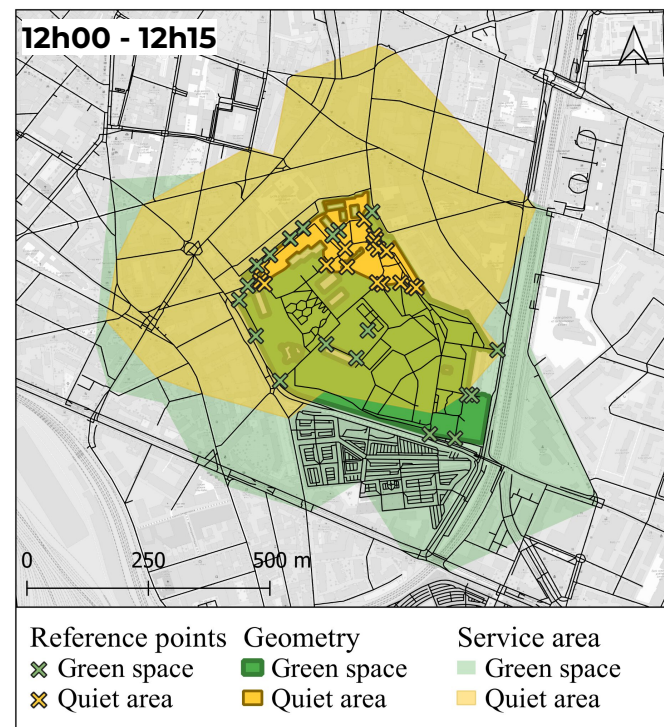 12h00 - 12h15
0 250 500 m
Reference points Geometry Service area
Green space Green space Green space
Quiet area Quiet area Quiet area